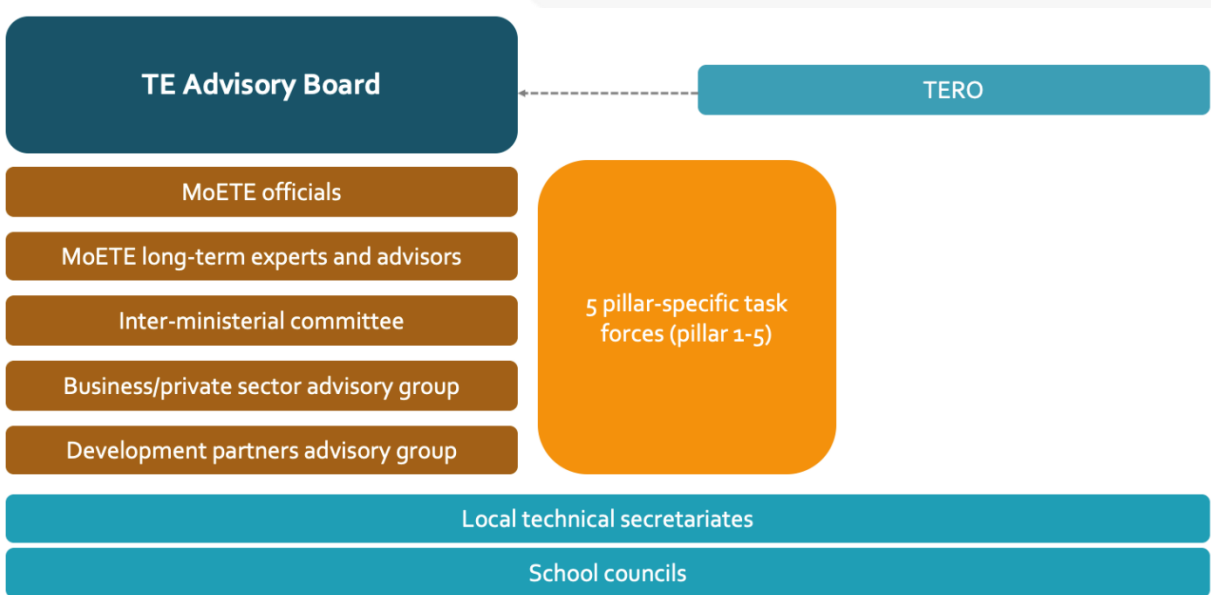 TE Advisory Board
TERO
MoETE officials
MoETE long-term experts and advisors
Inter-ministerial committee
Business/private sector advisory group
Development partners advisory group
5 pillar-specific task
forces (pillar 1-5)
Local technical secretariates
School councils